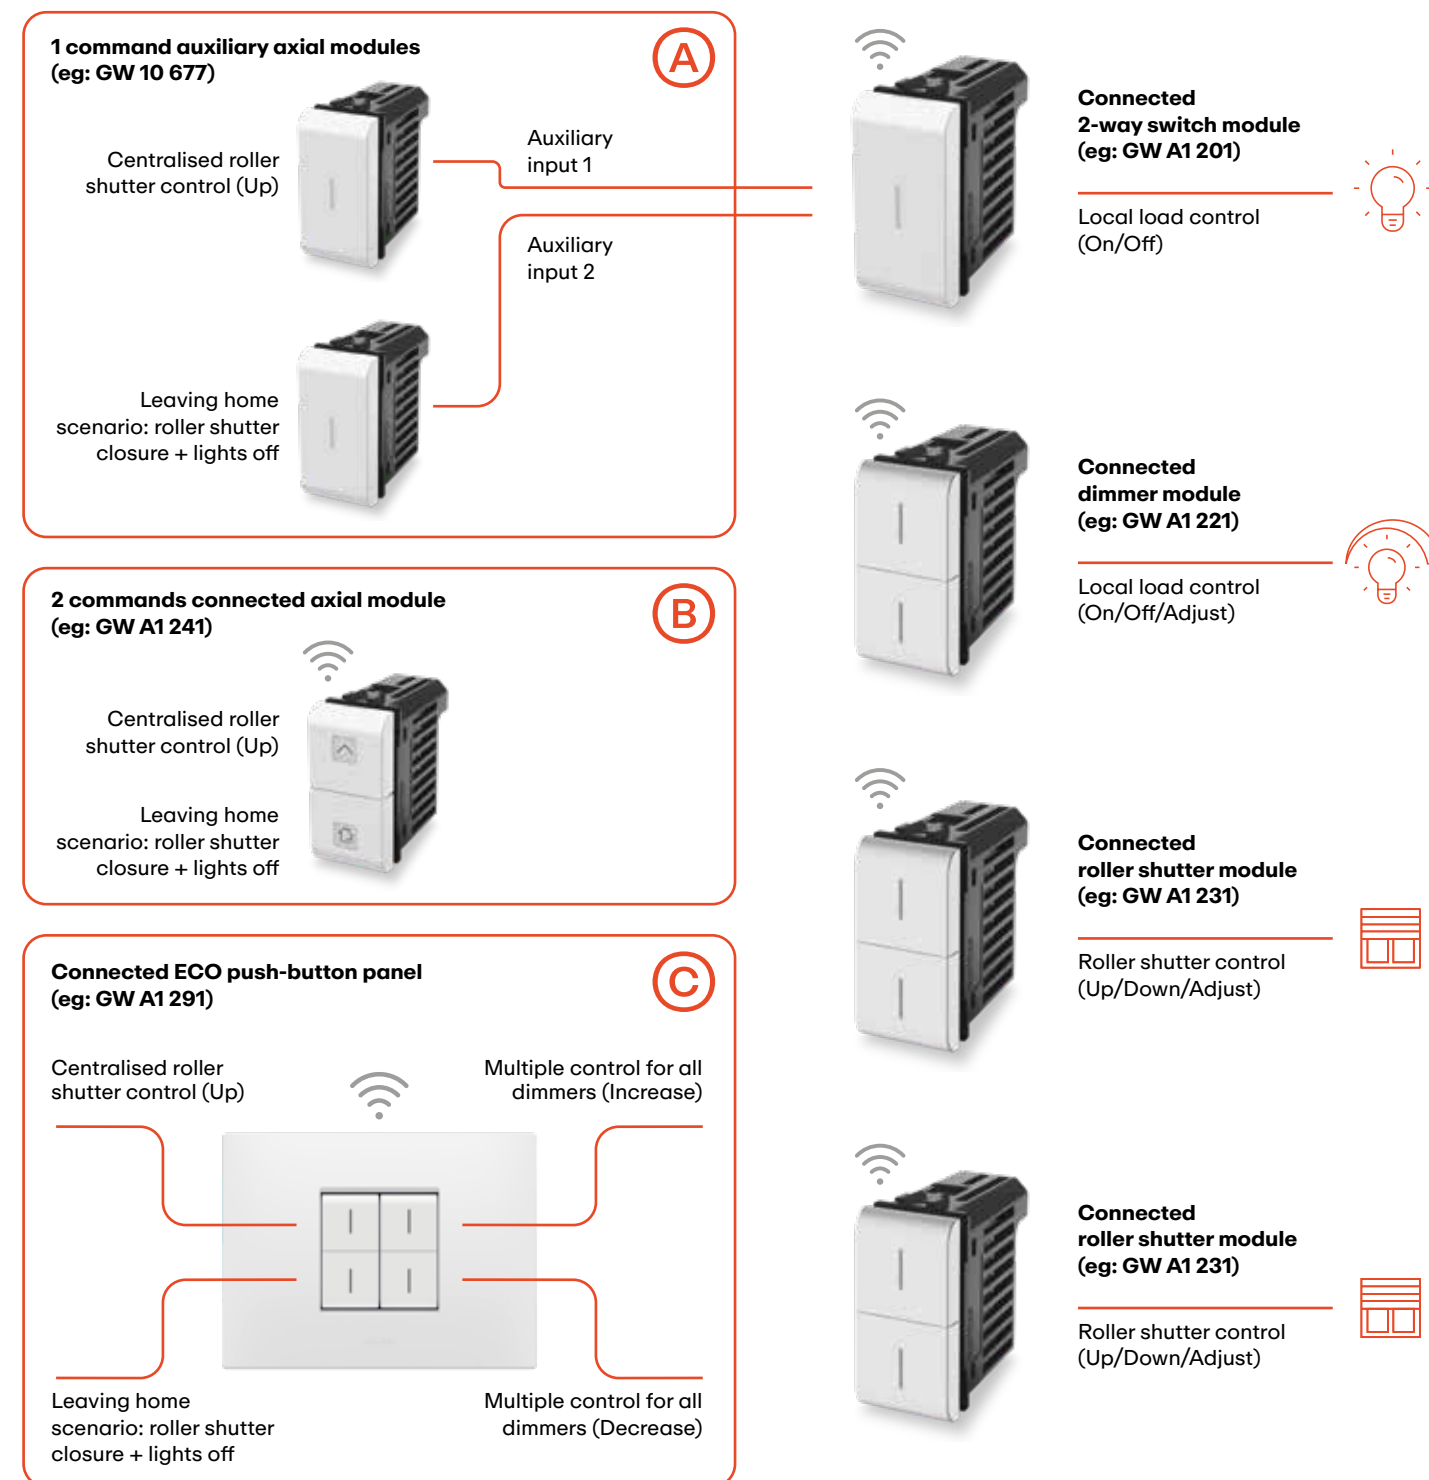 1 command auxiliary axial modules
(eg: GW 10 677)
A
Centralised roller
shutter control (Up)
Auxiliary
input 1
Auxiliary
input 2
Leaving home
scenario: roller shutter
closure + lights off
2 commands connected axial module
(eg: GW A1 241)
B
Centralised roller
shutter control (Up)
Leaving home
scenario: roller shutter
closure + lights off
Connected ECO push-button panel
(eg: GW A1 291)
C
Centralised roller
shutter control (Up)
Multiple control for all
dimmers (Increase)
Leaving home
scenario: roller shutter
closure + lights off
Multiple control for all
dimmers (Decrease)
Connected
2-way switch module
(eg: GW A1 201)
Local load control
(On/Off)
Connected
dimmer module
(eg: GW A1 221)
Local load control
(On/Off/Adjust)
Connected
roller shutter module
(eg: GW A1 231)
Roller shutter control
(Up/Down/Adjust)
Connected
roller shutter module
(eg: GW A1 231)
Roller shutter control
(Up/Down/Adjust)